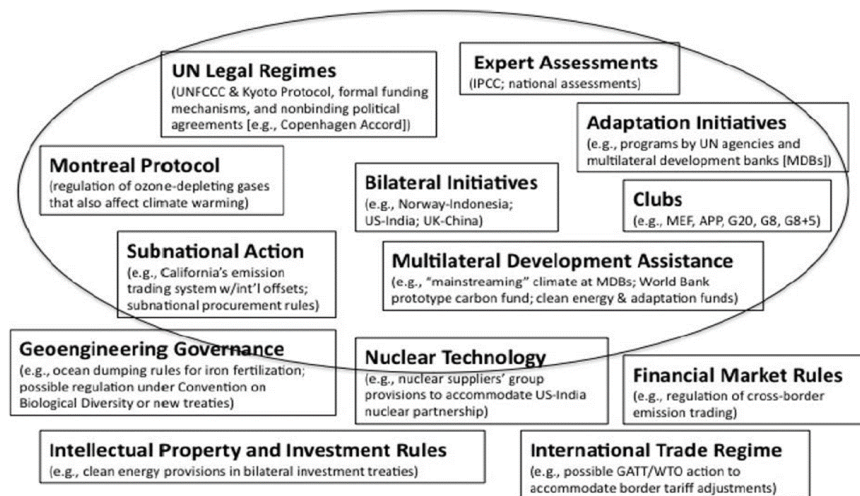 UN Legal Regimes
(UNFCCC & Kyoto Protocol, formal funding
mechanisms, and nonbinding political
agreements [e.g., Copenhagen Accord])
Expert Assessments
(IPCC; national assessments)
Adaptation Initiatives
(e.g., programs by UN agencies and
multilateral development banks [MDBs])
Montreal Protocol
(regulation of ozone-depleting gases
that also affect climate warming)
Bilateral Initiatives
(e.g., Norway-Indonesia;
US-India; UK-China)
Clubs
(e.g., MEF, APP, G20, G8, G8+5)
Subnational Action
(e.g., California's emission
trading system w/int'l offsets;
subnational procurement rules)
Multilateral Development Assistance
(e.g., “mainstreaming” climate at MDBs; World Bank
prototype carbon fund; clean energy & adaptation funds)
Geoengineering Governance
(e.g., ocean dumping rules for iron fertilization;
possible regulation under Convention on
Biological Diversity or new treaties)
Nuclear Technology
(e.g., nuclear suppliers' group
provisions to accommodate US-India
nuclear partnership)
Financial Market Rules
(e.g., regulation of cross-border
emission trading)
Intellectual Property and Investment Rules
(e.g., clean energy provisions in bilateral investment treaties)
International Trade Regime
(e.g., possible GATT/WTO action to
accommodate border tariff adjustments)